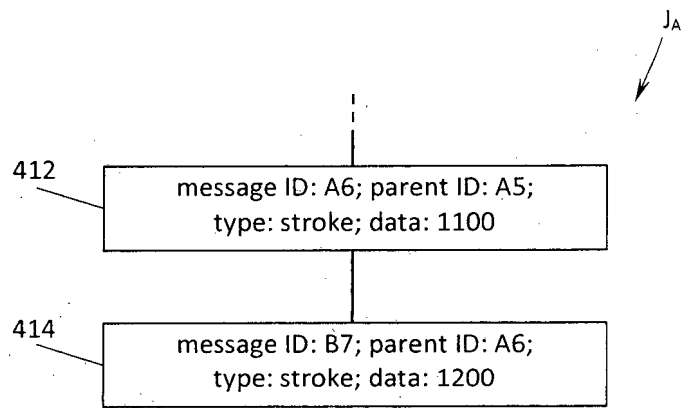 J_A
412
message ID: A6; parent ID: A5;
type: stroke; data: 1100
414
message ID: B7; parent ID: A6;
type: stroke; data: 1200